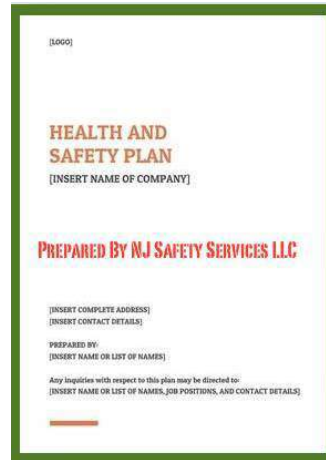 [LOGO]
HEALTH AND
SAFETY PLAN
[INSERT NAME OF COMPANY]
PREPARED BY NJ SAFETY SERVICES LLC
[INSERT COMPLETE ADDRESS]
[INSERT CONTACT DETAILS]
PREPARED BY:
[INSERT NAME OR LIST OF NAMES]
Any inquiries with respect to this plan may be directed to:
[INSERT NAME OR LIST OF NAMES, JOB POSITIONS, AND CONTACT DETAILS]